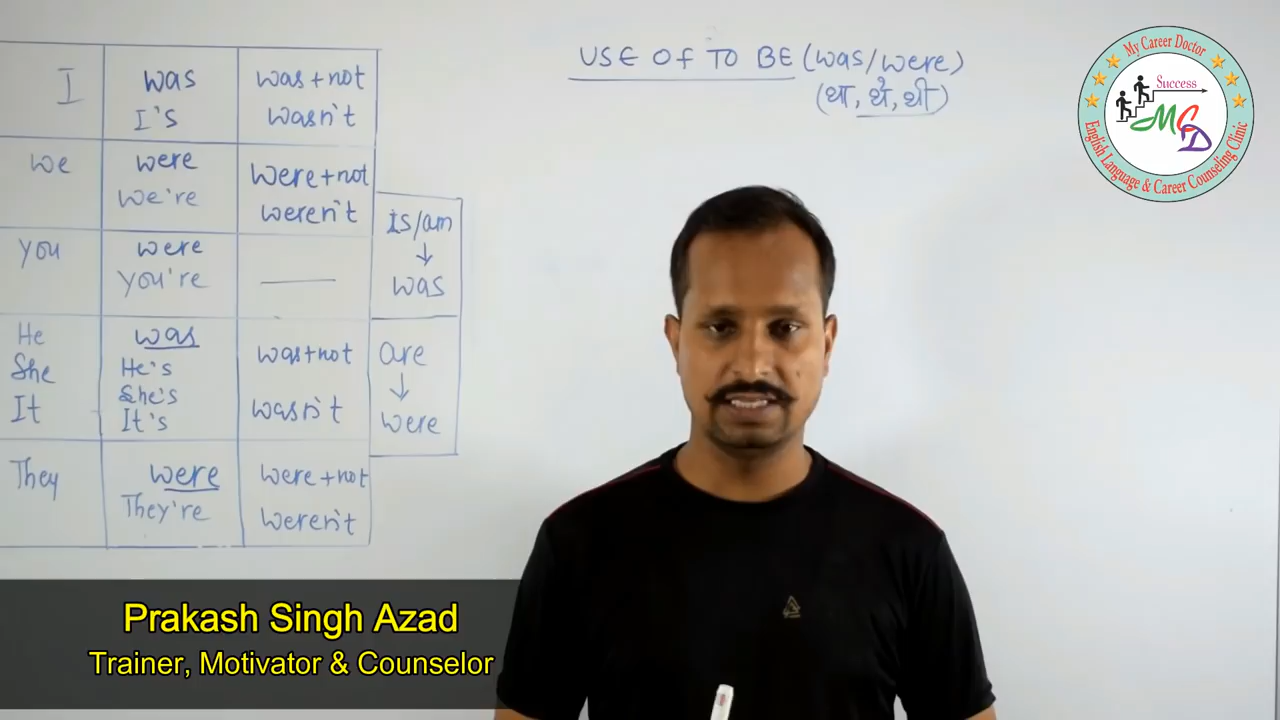 USE OF TO BE (was/were)
(था, थे, थी)
I
was
I's
was+not
wasn't
we
were
we're
were+not
weren't
you
were
you're
He
She
It
was
He's
She's
It's
was+not
wasn't
They
were
They're
were+not
weren't
is/am
was
are
were
My Career Doctor
Success
MCD
English Language & Career Counseling Clinic
Prakash Singh Azad
Trainer, Motivator & Counselor